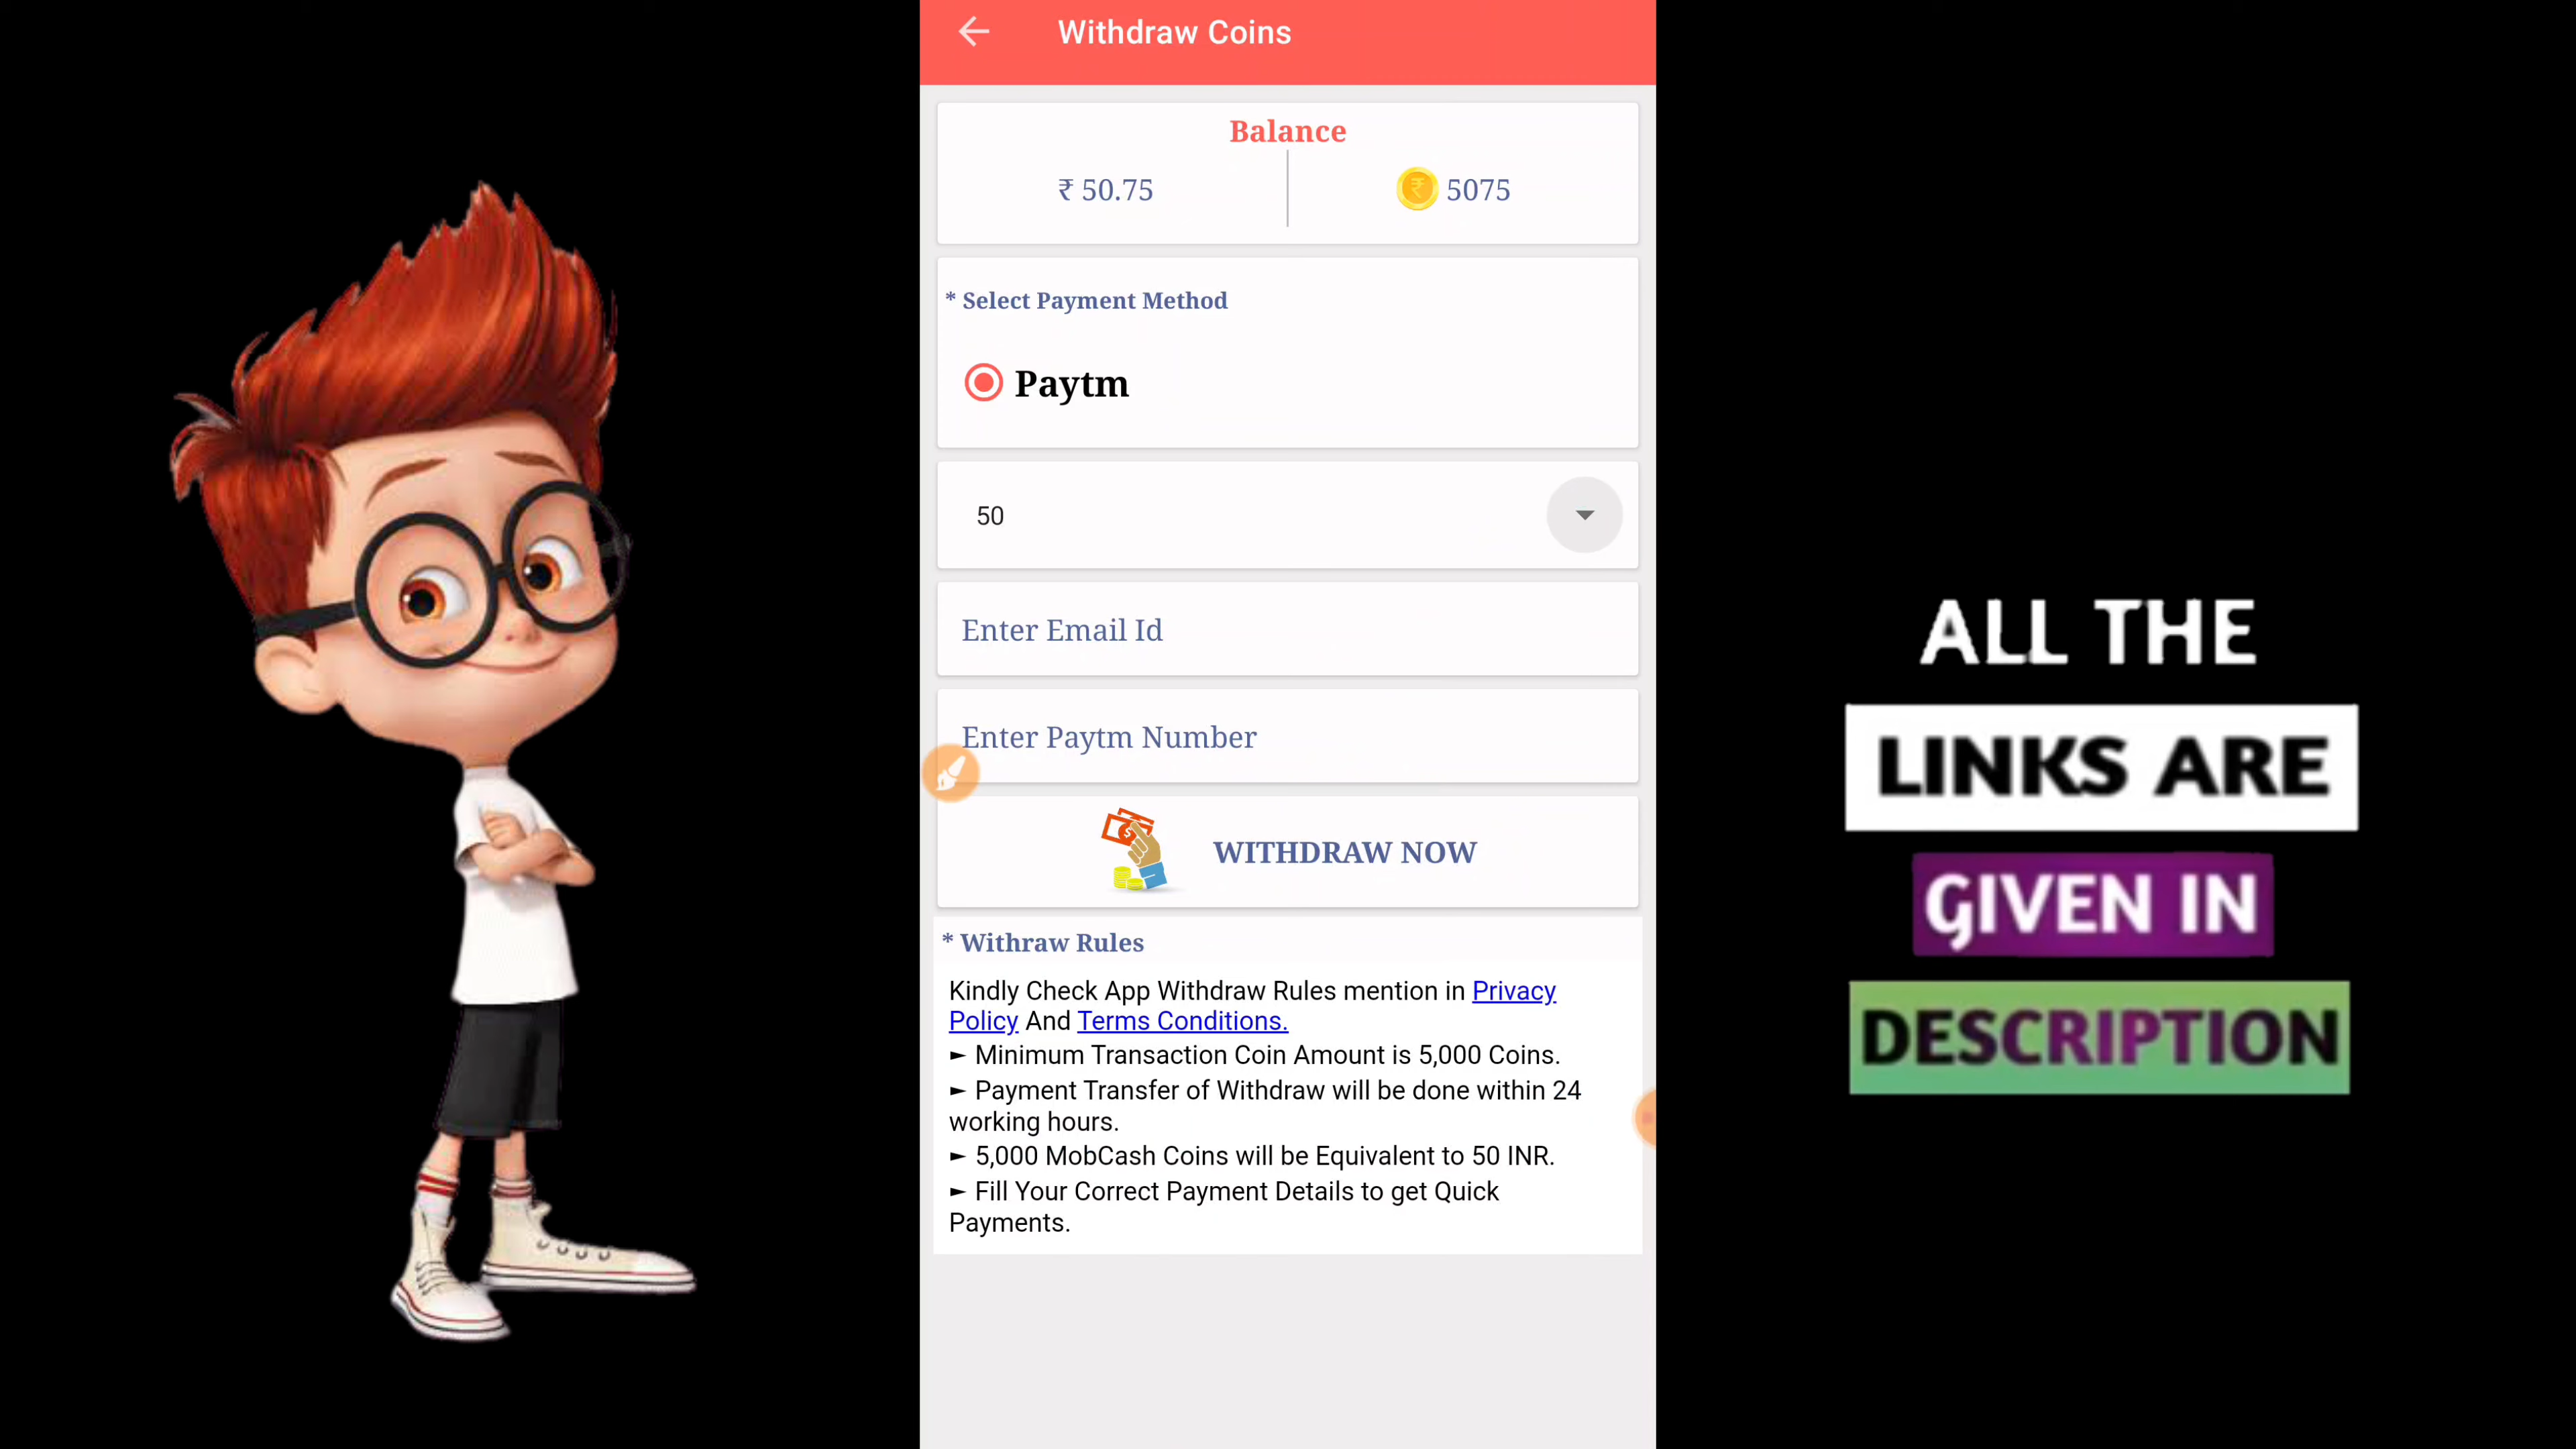 Withdraw Coins
Balance
₹ 50.75
5075
* Select Payment Method
Paytm
50
Enter Email Id
Enter Paytm Number
WITHDRAW NOW
* Withraw Rules
Kindly Check App Withdraw Rules mention in Privacy
Policy And Terms Conditions.
► Minimum Transaction Coin Amount is 5,000 Coins.
► Payment Transfer of Withdraw will be done within 24
working hours.
► 5,000 MobCash Coins will be Equivalent to 50 INR.
► Fill Your Correct Payment Details to get Quick
Payments.
ALL THE
LINKS ARE
GIVEN IN
DESCRIPTION